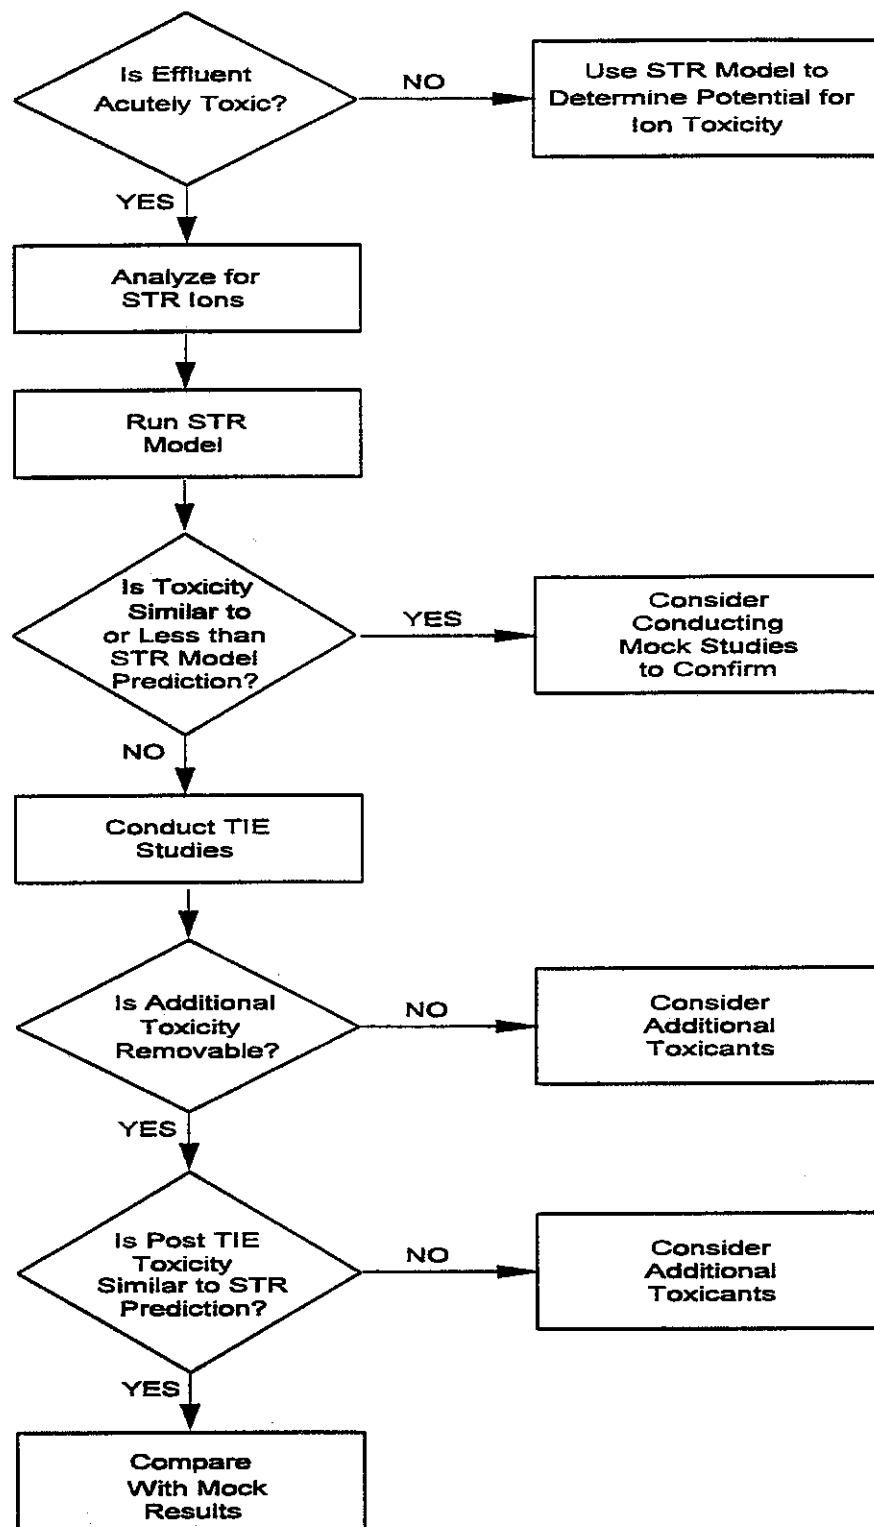 Is Effluent
Acutely Toxic?
NO
Use STR Model to
Determine Potential for
Ion Toxicity
YES
Analyze for
STR Ions
Run STR
Model
Is Toxicity
Similar to
or Less than
STR Model
Prediction?
YES
Consider
Conducting
Mock Studies
to Confirm
NO
Conduct TIE
Studies
Is Additional
Toxicity
Removable?
NO
Consider
Additional
Toxicants
YES
Is Post TIE
Toxicity
Similar to STR
Prediction?
NO
Consider
Additional
Toxicants
YES
Compare
With Mock
Results